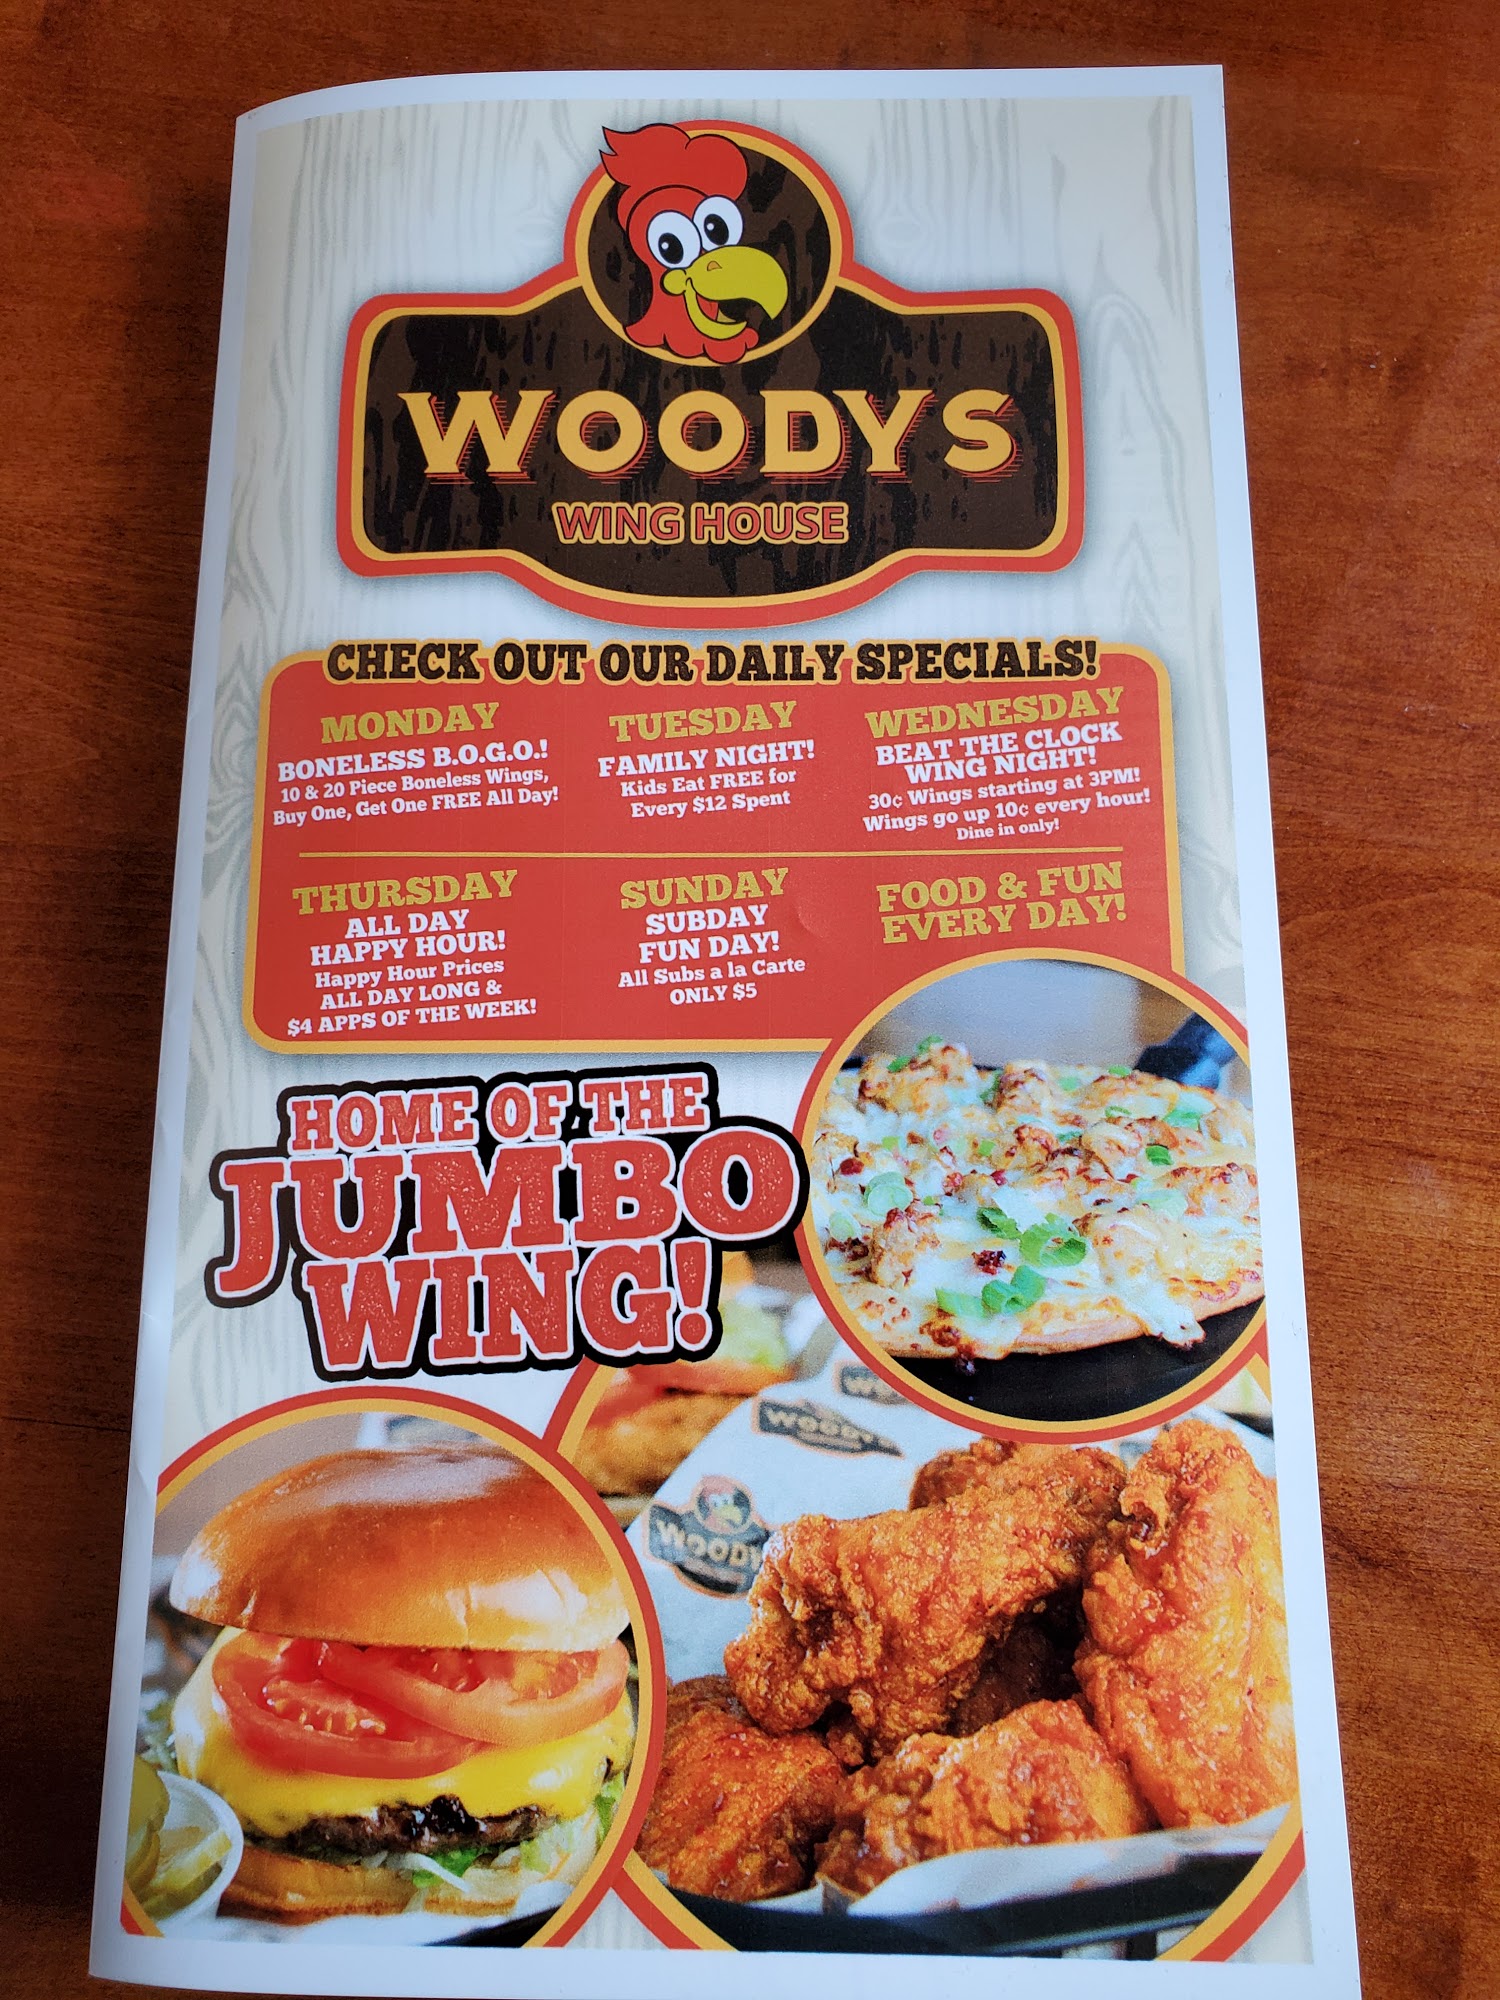 WOODYS
WING HOUSE
CHECK OUT OUR DAILY SPECIALS!
MONDAY
BONELESS B.O.G.O.!
10 & 20 Piece Boneless Wings,
Buy One, Get One FREE All Day!
TUESDAY
FAMILY NIGHT!
Kids Eat FREE for
Every $12 Spent
WEDNESDAY
BEAT THE CLOCK
WING NIGHT!
30¢ Wings starting at 3PM!
Wings go up 10¢ every hour!
Dine in only!
THURSDAY
ALL DAY
HAPPY HOUR!
Happy Hour Prices
ALL DAY LONG &
$4 APPS OF THE WEEK!
SUNDAY
SUBDAY
FUN DAY!
All Subs a la Carte
ONLY $5
FOOD & FUN
EVERY DAY!
HOME OF THE
JUMBO
WING!
WOODY